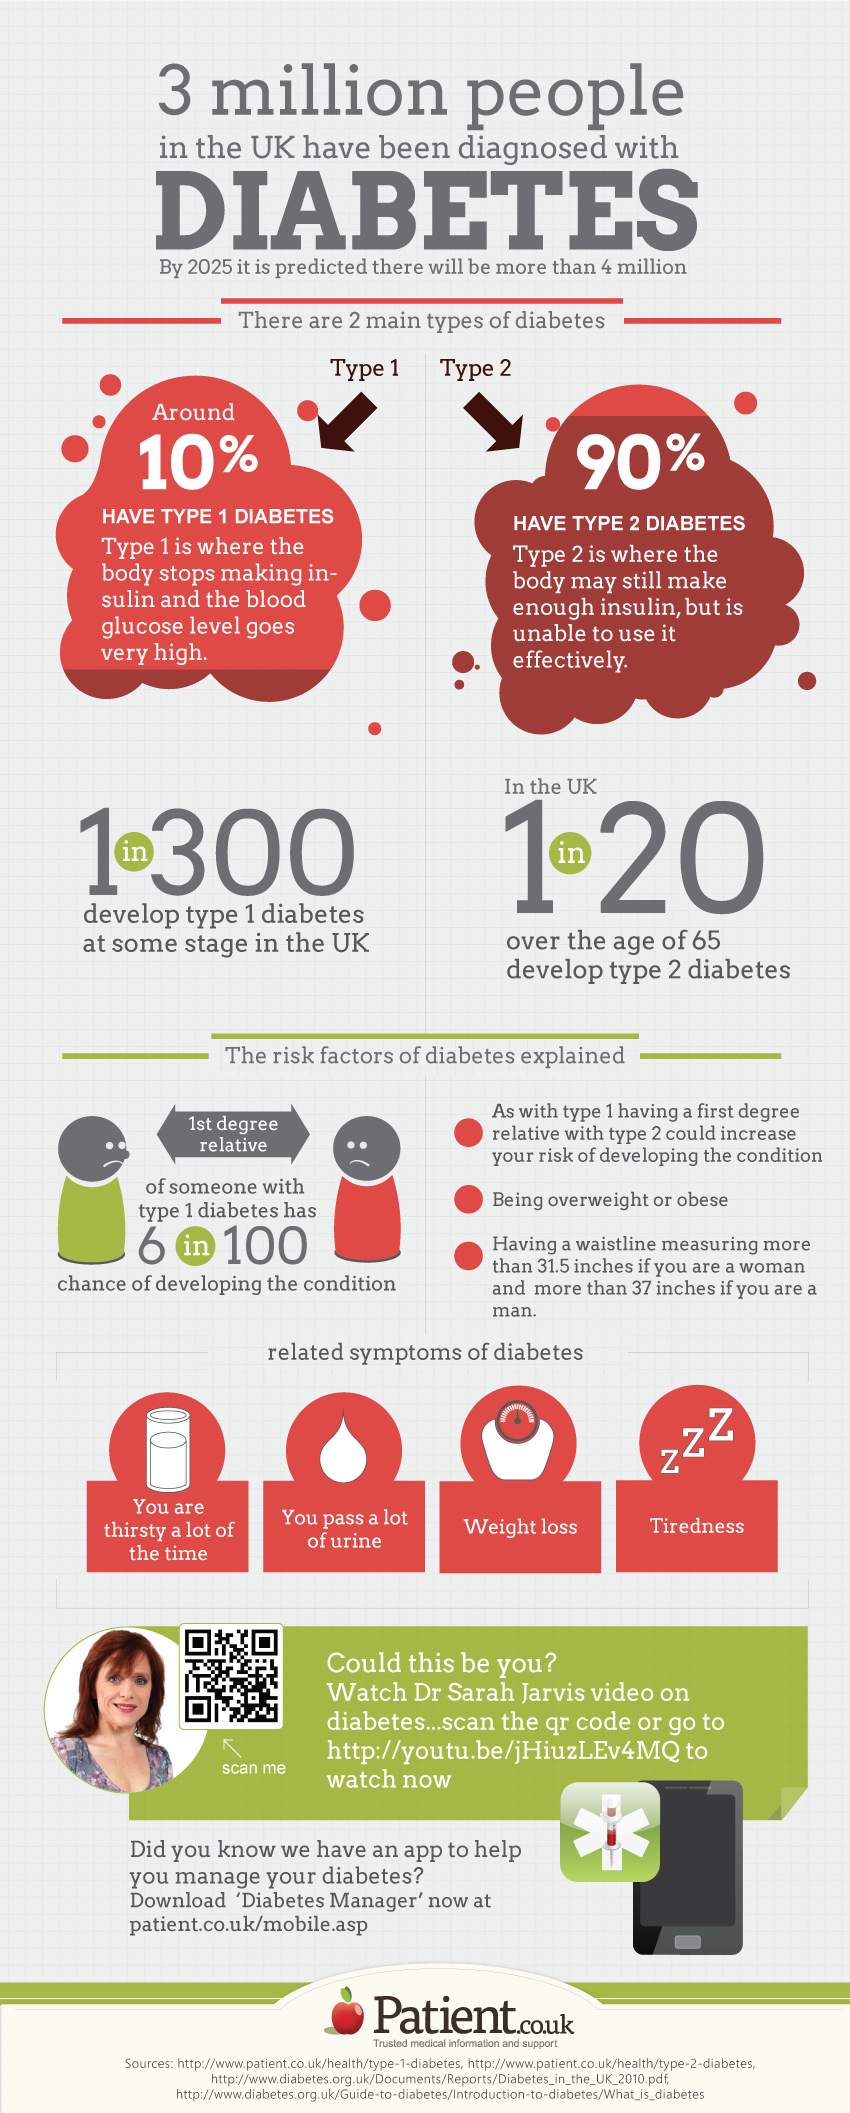 3 million people
in the UK have been diagnosed with
DIABETES
By 2025 it is predicted there will be more than 4 million
There are 2 main types of diabetes
Type 1
Around
10%
HAVE TYPE 1 DIABETES
Type 1 is where the
body stops making in-
sulin and the blood
glucose level goes
very high.
Type 2
90%
HAVE TYPE 2 DIABETES
Type 2 is where the
body may still make
enough insulin, but is
unable to use it
effectively.
1 in 300
develop type 1 diabetes
at some stage in the UK
In the UK
1 in 20
over the age of 65
develop type 2 diabetes
The risk factors of diabetes explained
1st degree
relative
of someone with
type 1 diabetes has
6 in 100
chance of developing the condition
As with type 1 having a first degree
relative with type 2 could increase
your risk of developing the condition
Being overweight or obese
Having a waistline measuring more
than 31.5 inches if you are a woman
and more than 37 inches if you are a
man.
related symptoms of diabetes
You are
thirsty a lot of
the time
You pass a lot
of urine
Weight loss
z z z
Tiredness
scan me
Could this be you?
Watch Dr Sarah Jarvis video on
diabetes...scan the qr code or go to
http://youtu.be/jHiuzLEv4MQ to
watch now
Did you know we have an app to help
you manage your diabetes?
Download ‘Diabetes Manager’ now at
patient.co.uk/mobile.asp
Patient.co.uk
Trusted medical information and support
Sources: http://www.patient.co.uk/health/type-1-diabetes, http://www.patient.co.uk/health/type-2-diabetes,
http://www.diabetes.org.uk/Documents/Reports/Diabetes_in_the_UK_2010.pdf,
http://www.diabetes.org.uk/Guide-to-diabetes/Introduction-to-diabetes/What_is_diabetes